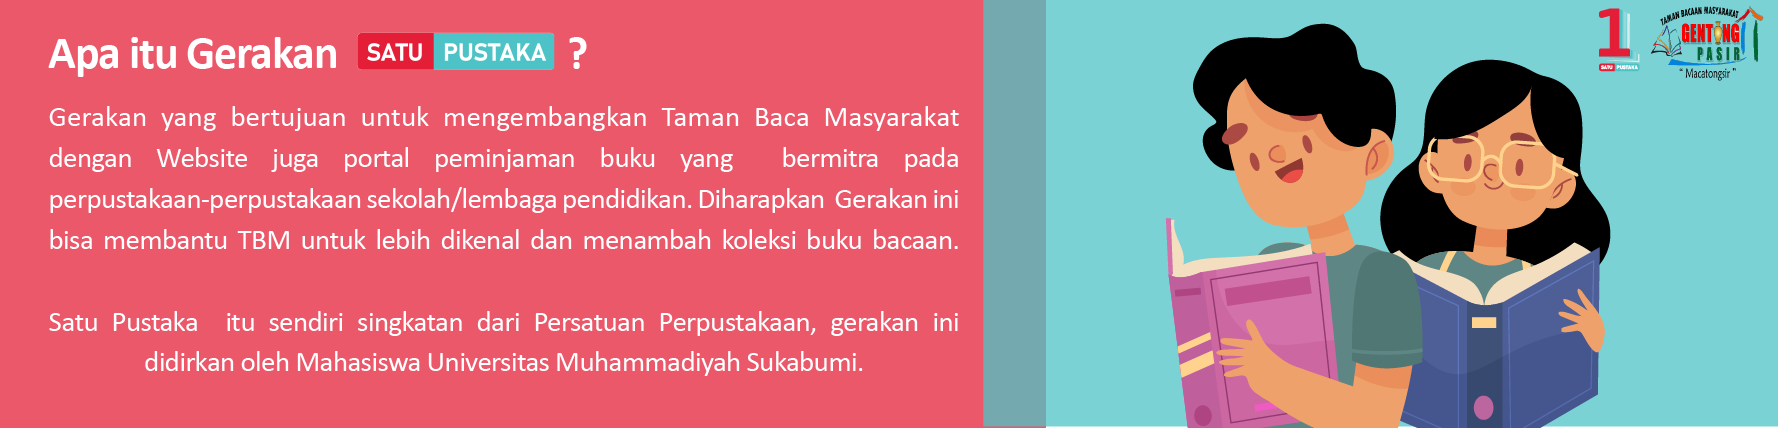 Apa itu Gerakan SATU PUSTAKA ?
Gerakan yang bertujuan untuk mengembangkan Taman Baca Masyarakat
dengan Website juga portal peminjaman buku yang bermitra pada
perpustakaan-perpustakaan sekolah/lembaga pendidikan. Diharapkan Gerakan ini
bisa membantu TBM untuk lebih dikenal dan menambah koleksi buku bacaan.
Satu Pustaka itu sendiri singkatan dari Persatuan Perpustakaan, gerakan ini
didirkan oleh Mahasiswa Universitas Muhammadiyah Sukabumi.
1
SATU PUSTAKA
TAMAN BACAAN MASYARAKAT
GENTONG
PASIR
" Macatongsir "